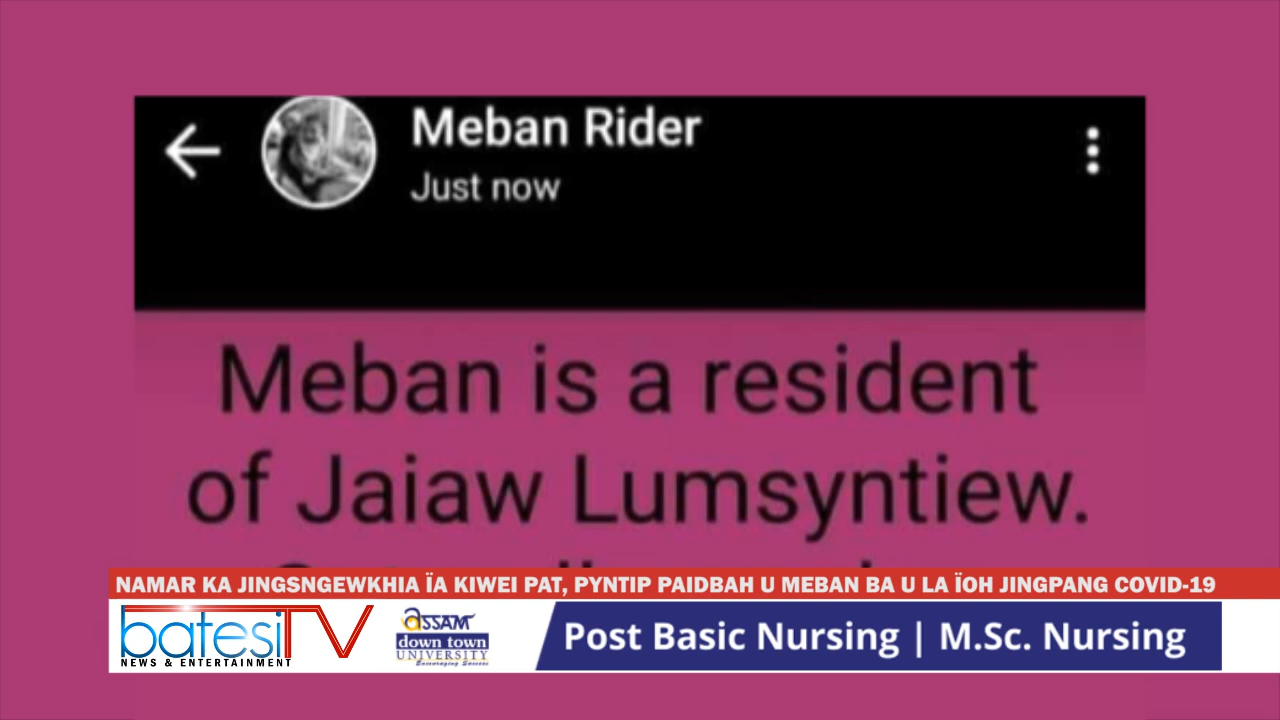 Meban Rider
Just now
Meban is a resident
of Jaiaw Lumsyntiew.
NAMAR KA JINGSNGEWKHIA ÏA KIWEI PAT, PYNTIP PAIDBAH U MEBAN BA U LA ÏOH JINGPANG COVID-19
batesi TV
NEWS & ENTERTAINMENT
aSSAM
down town
UNIVERSITY
Encouraging Success
Post Basic Nursing | M.Sc. Nursing